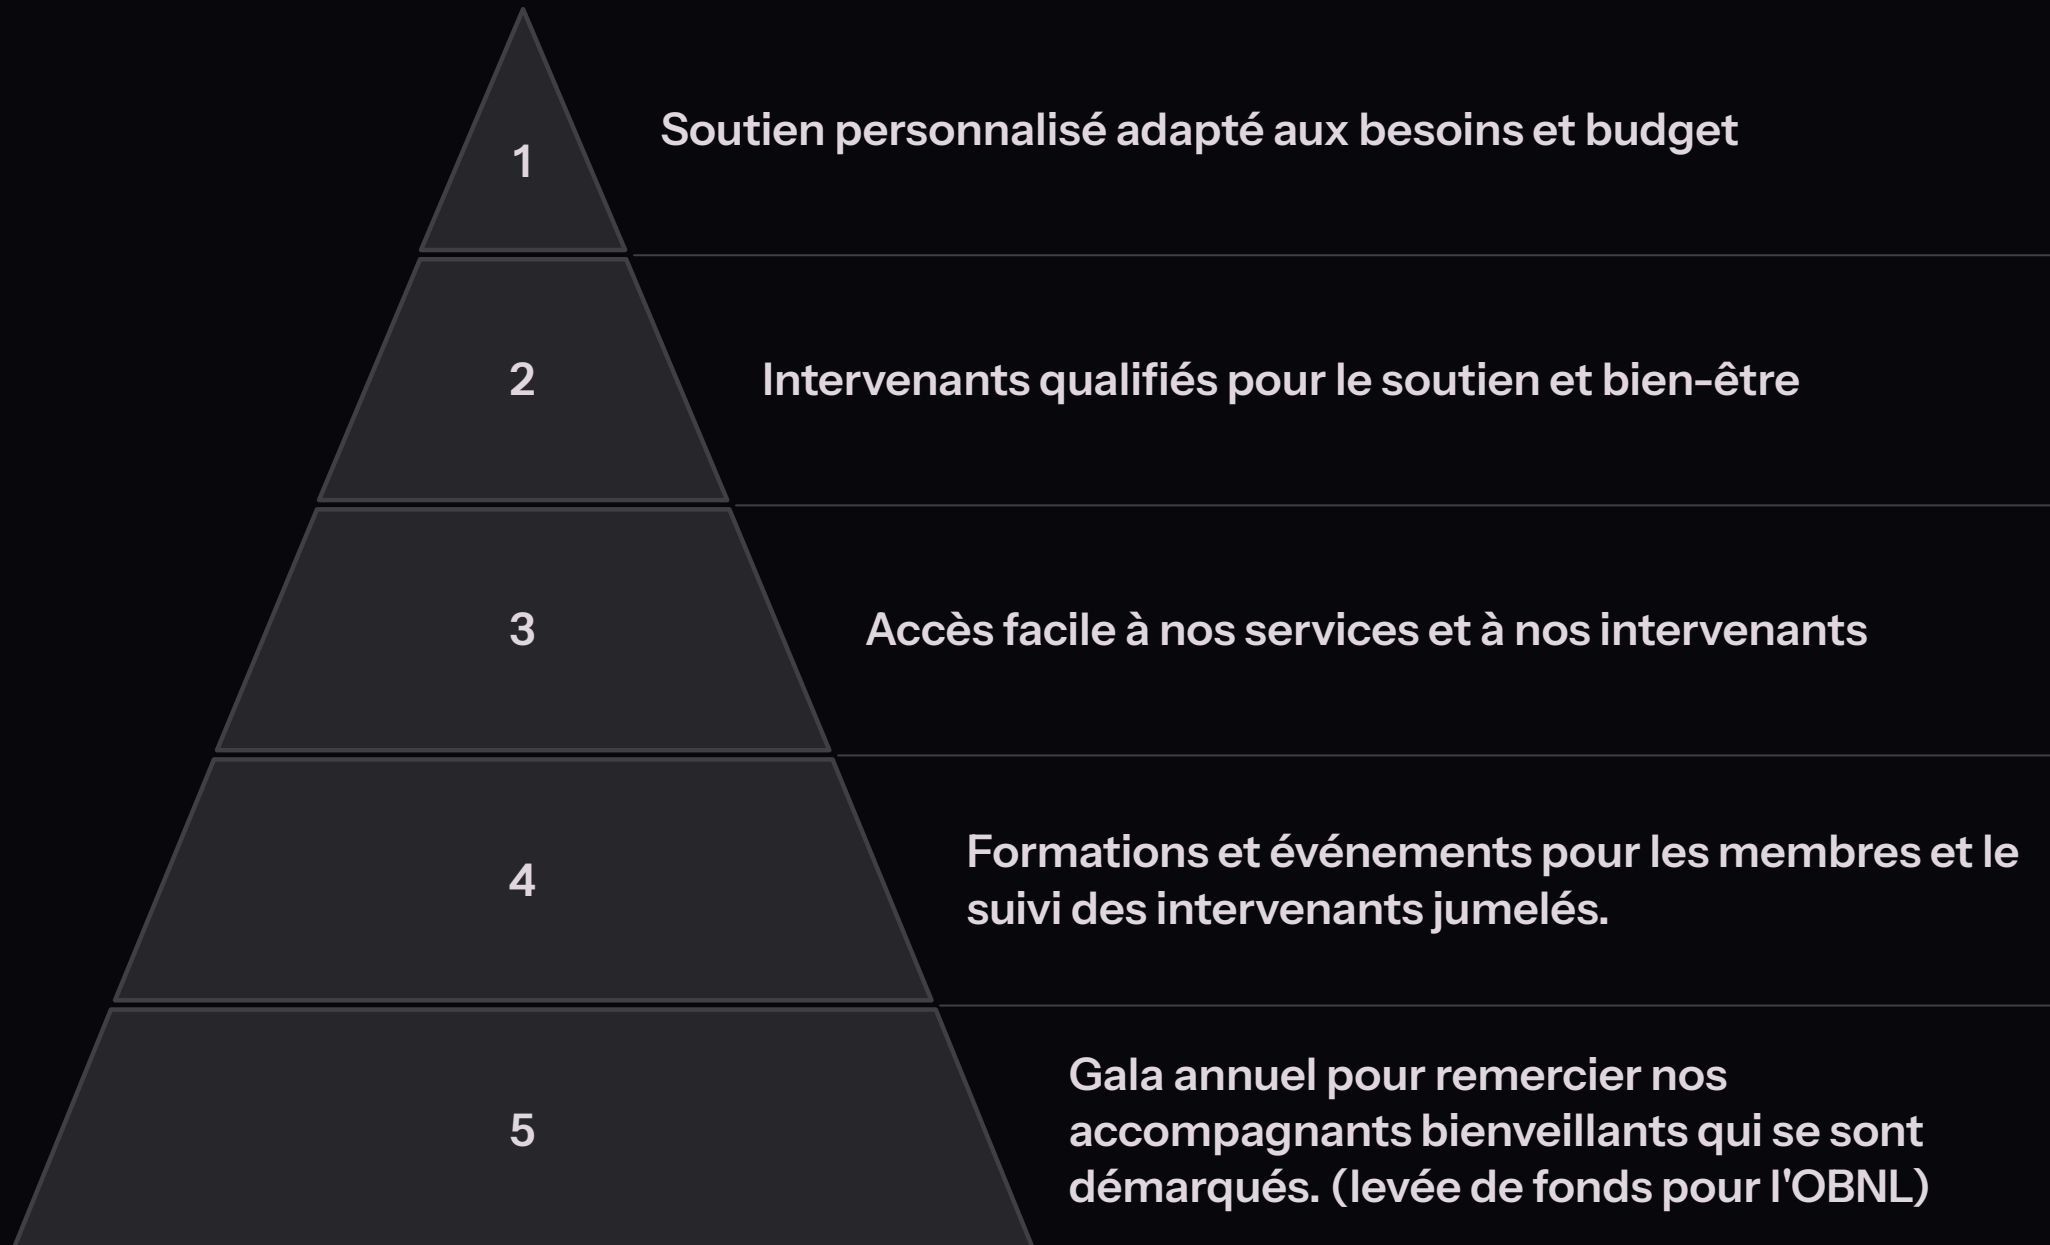 1
Soutien personnalisé adapté aux besoins et budget
2
Intervenants qualifiés pour le soutien et bien-être
3
Accès facile à nos services et à nos intervenants
4
Formations et événements pour les membres et le
suivi des intervenants jumelés.
5
Gala annuel pour remercier nos
accompagnants bienveillants qui se sont
démarqués. (levée de fonds pour l'OBNL)